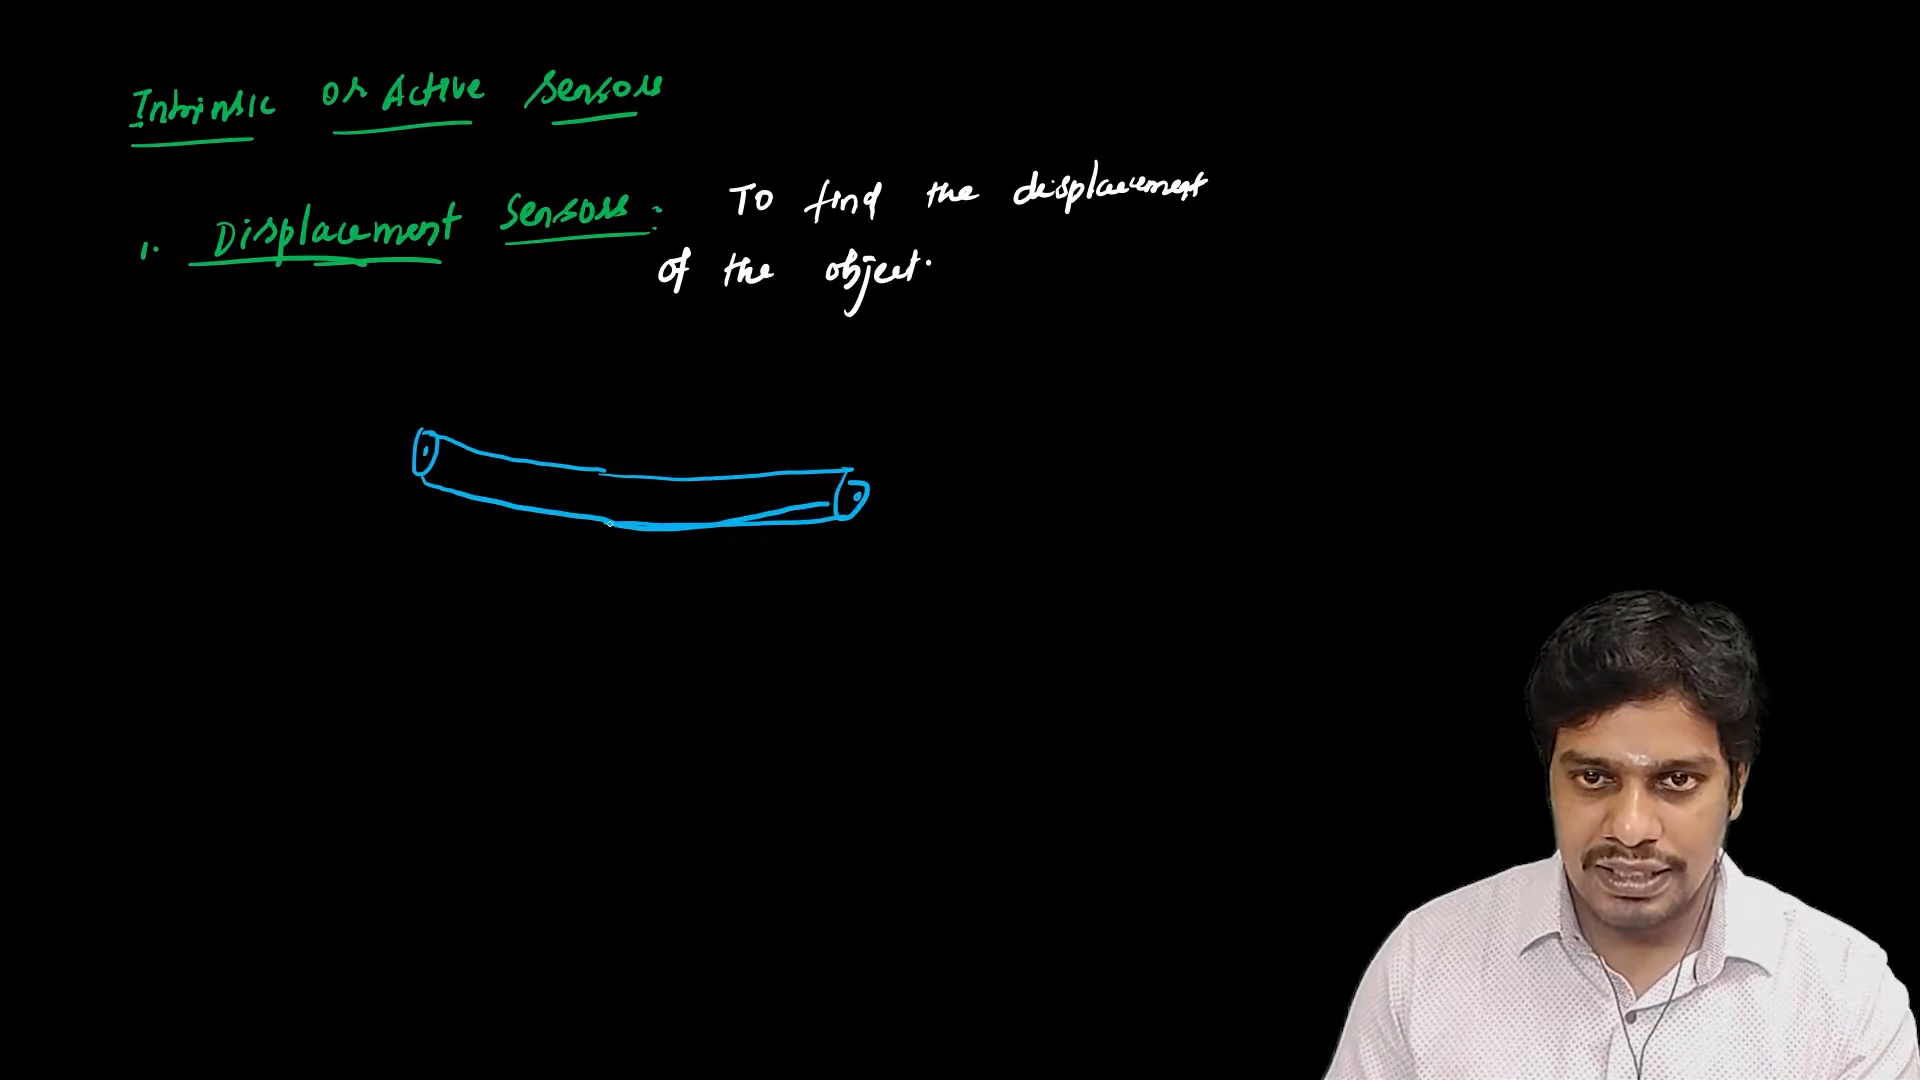 Intrinsic or Active Sensors
1. Displacement Sensors: To find the displacement
of the object.